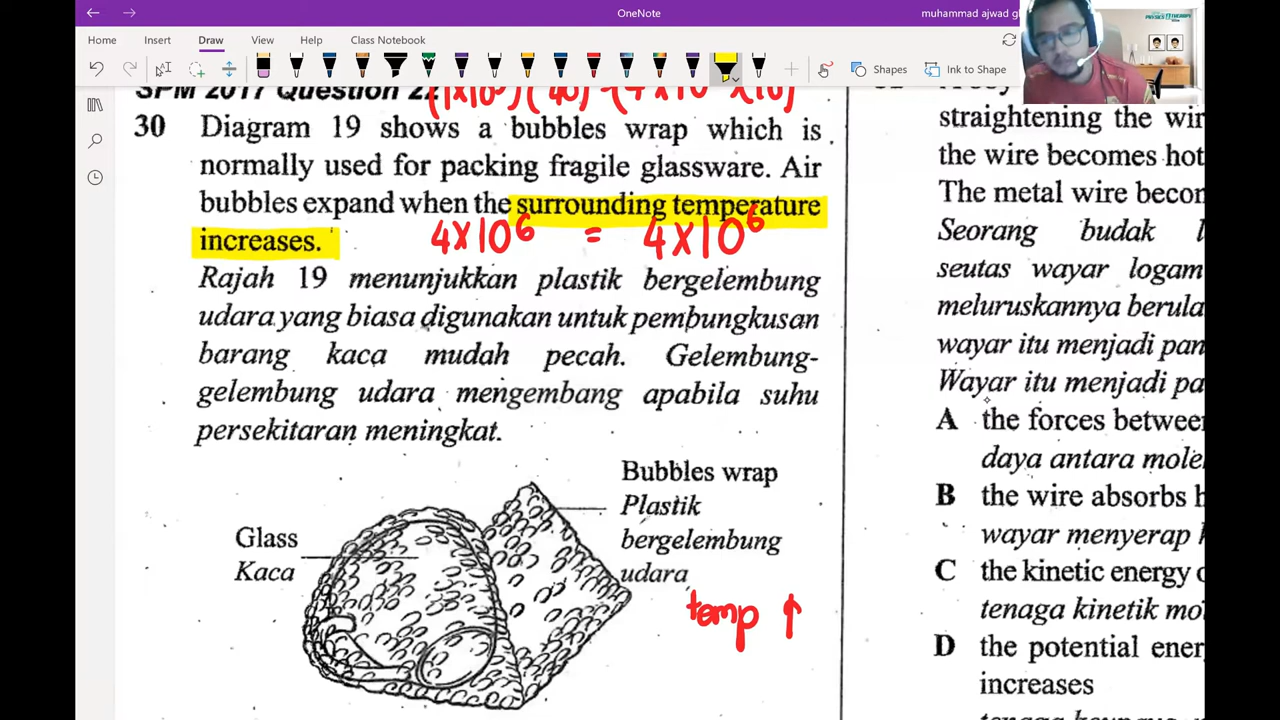 OneNote
muhammad ajwad gh
PHYSICS THERAPY
Home Insert Draw View Help Class Notebook
Shapes Ink to Shape
SPM 2017 Question 22
30 Diagram 19 shows a bubbles wrap which is
normally used for packing fragile glassware. Air
bubbles expand when the surrounding temperature
increases.
4×10⁶ = 4×10⁶
Rajah 19 menunjukkan plastik bergelembung
udara yang biasa digunakan untuk pembungkusan
barang kaca mudah pecah. Gelembung-
gelembung udara mengembang apabila suhu
persekitaran meningkat.
Bubbles wrap
Plastik
bergelembung
udara
Glass
Kaca
temp ↑
straightening the wir
the wire becomes hot
The metal wire becom
Seorang budak l
seutas wayar logam
meluruskannya berula
wayar itu menjadi pan
Wayar itu menjadi pa
A the forces between
daya antara mole
B the wire absorbs h
wayar menyerap h
C the kinetic energy o
tenaga kinetik mo
D the potential ener
increases